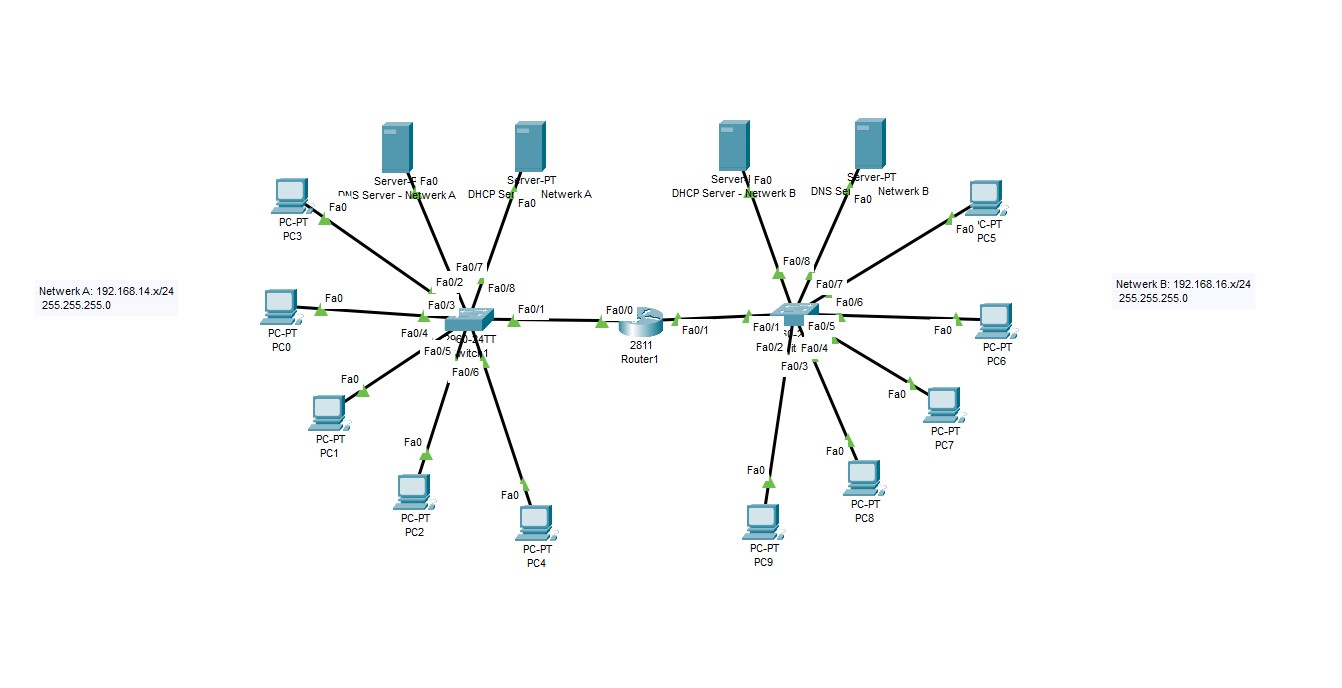 Server-
Fa0
DNS Server - Netwerk A
Server-PT
DHCP Ser
Netwerk A
Fa0
Server-
Fa0
DHCP Server - Netwerk B
Server-PT
DNS Ser
Netwerk B
Fa0
Fa0
PC-PT
PC3
Fa0
C-PT
PC5
Fa0/7
Fa0/2
Fa0/8
Fa0/3
Fa0/1
Fa0/4
Fa0/5
Fa0/6
60-24TT
witch1
Fa0/0
Fa0/1
2811
Router1
Fa0/8
Fa0/7
Fa0/6
Fa0/1
Fa0/5
Fa0/2
Fa0/4
Fa0/3
Netwerk A: 192.168.14.x/24
255.255.255.0
Netwerk B: 192.168.16.x/24
255.255.255.0
Fa0
PC-PT
PC0
Fa0
PC-PT
PC6
Fa0
PC-PT
PC1
Fa0
PC-PT
PC7
Fa0
PC-PT
PC2
Fa0
PC-PT
PC4
Fa0
PC-PT
PC9
Fa0
PC-PT
PC8